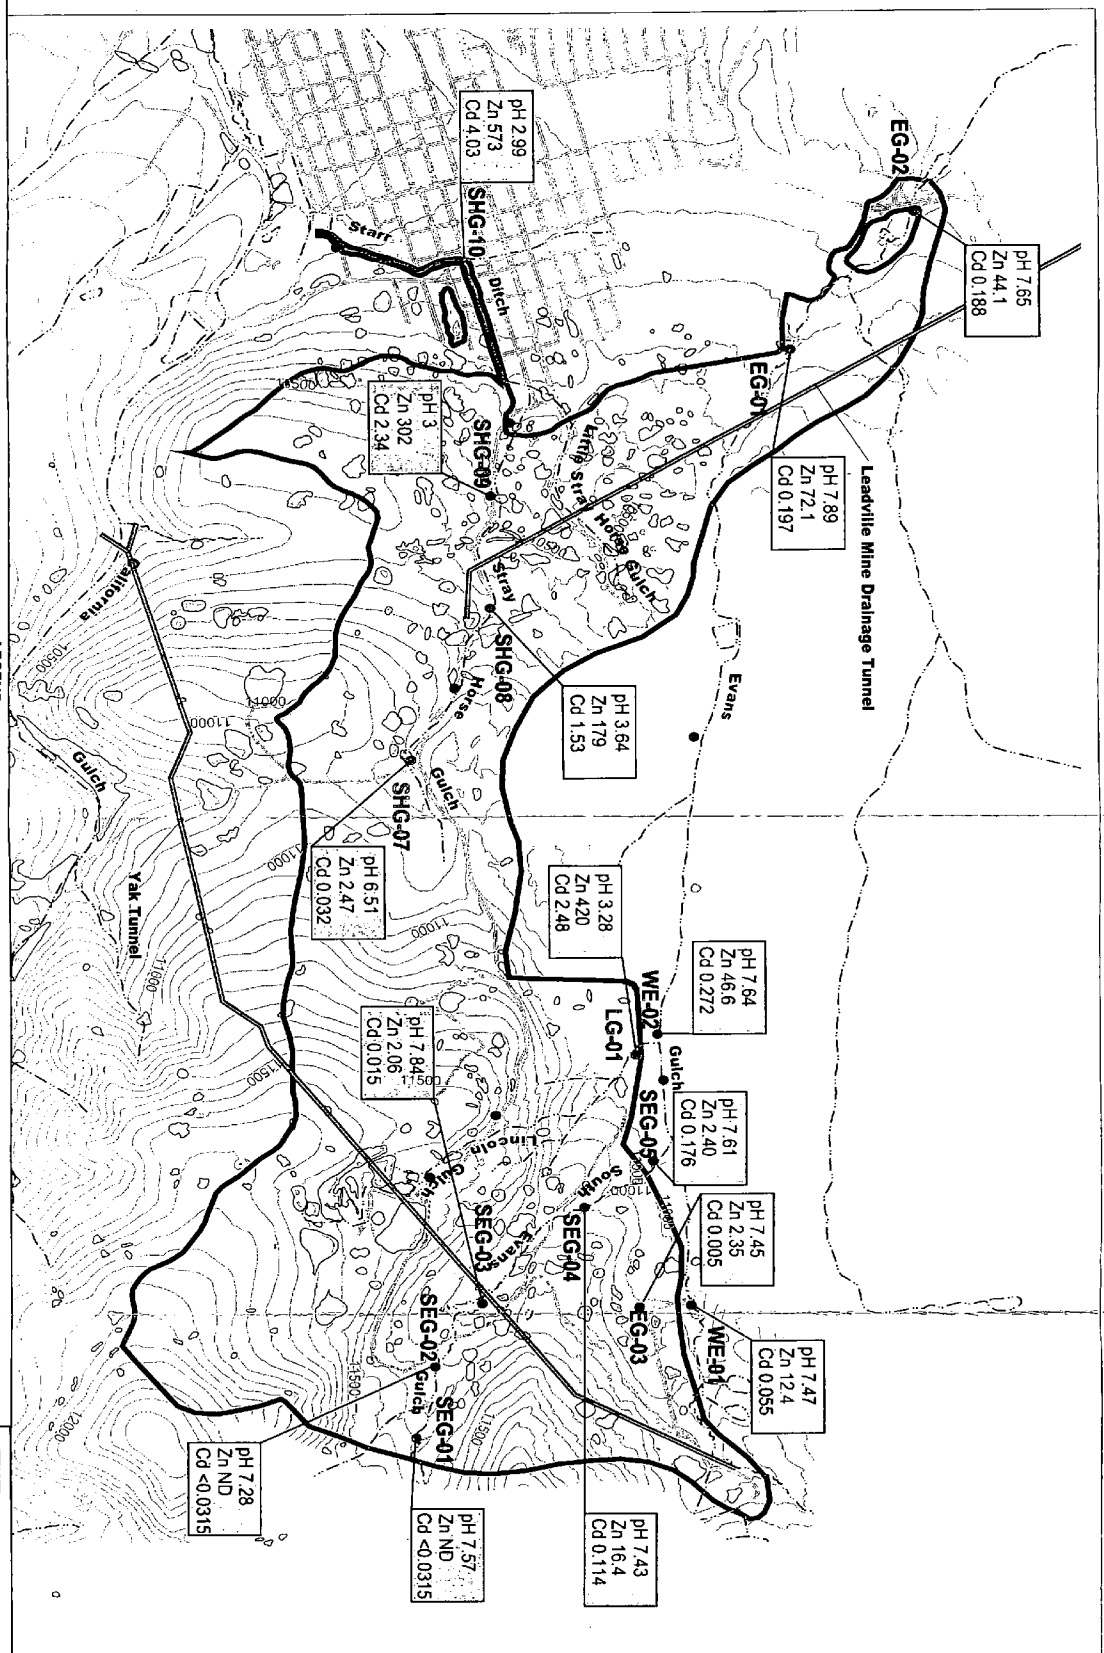 EG-02
pH 7.65
Zn 44.1
Cd 0.188
pH 2.99
Zn 573
Cd 4.03
SHG-10
Starr
pitch
EG-01
pH 7.89
Zn 72.1
Cd 0.197
Leadville Mine Drainage Tunnel
pH 3
Zn 302
Cd 2.34
SHG-09
Little Stray Horse Gulch
Stray
SHG-08
Horse
pH 3.64
Zn 179
Cd 1.53
Evans
Gulch
SHG-07
pH 6.51
Zn 2.47
Cd 0.032
California
Gulch
Yak Tunnel
10500
11000
11000
11000
11000
11000
11500
pH 3.28
Zn 420
Cd 2.48
pH 7.64
Zn 46.6
Cd 0.272
WE-02
LG-01
Gulch
pH 7.84
Zn 2.06
Cd 0.015
11500
Lincoln
Gulch
pH 7.61
Zn 2.40
Cd 0.176
SEG-05
South
SEG-04
Evans
SEG-03
pH 7.45
Zn 2.35
Cd 0.005
EG-03
WE-01
pH 7.47
Zn 12.4
Cd 0.055
SEG-02
Gulch
SEG-01
11500
11500
12000
pH 7.28
Zn ND
Cd <0.0315
pH 7.57
Zn ND
Cd <0.0315
pH 7.43
Zn 16.4
Cd 0.114